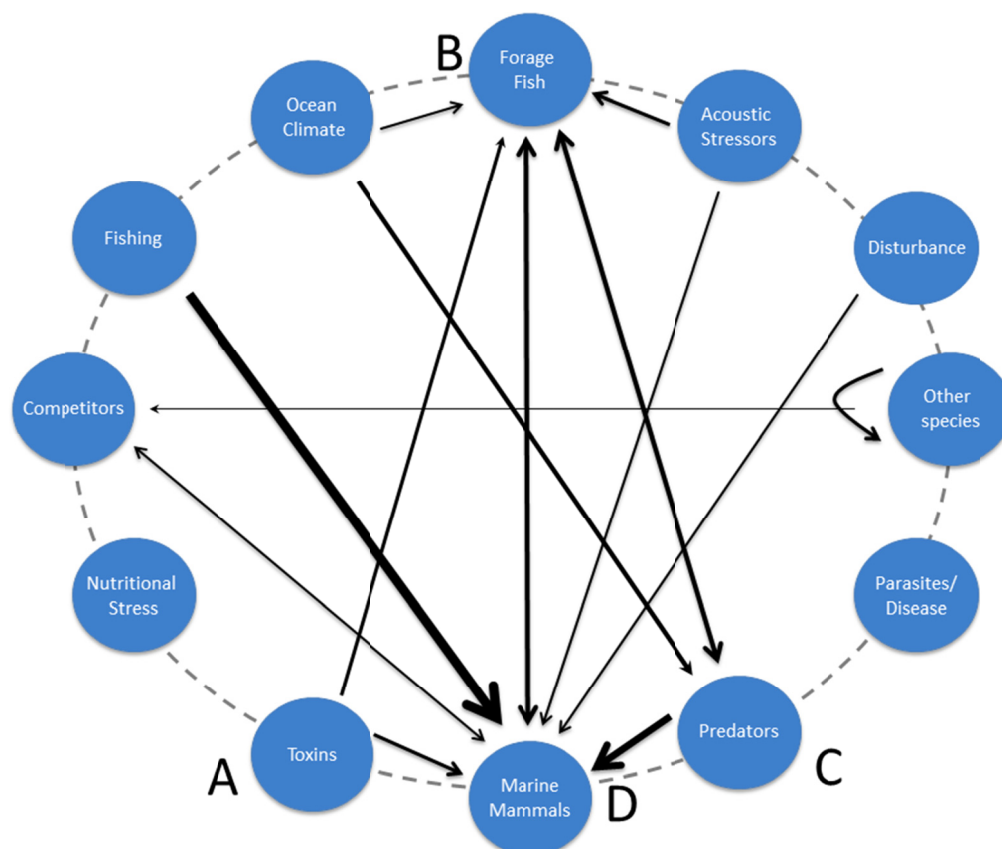 B
Forage
Fish
Ocean
Climate
Acoustic
Stressors
Fishing
Disturbance
Competitors
Other
species
Nutritional
Stress
Parasites/
Disease
A
Toxins
Marine
Mammals
D
Predators
C